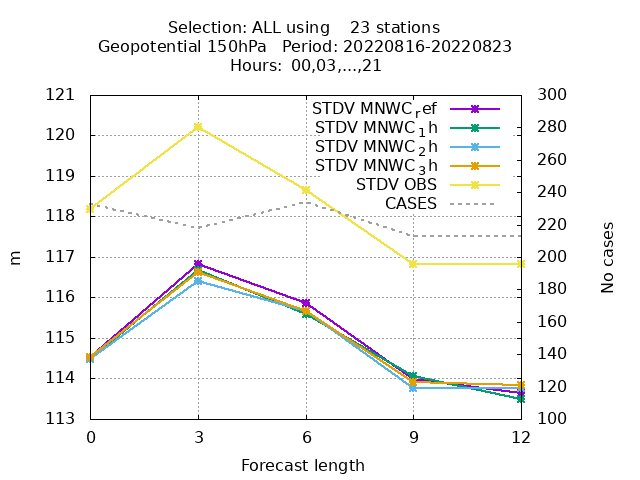 Selection: ALL using    23 stations
Geopotential 150hPa   Period: 20220816-20220823
Hours:  00,03,...,21
121
120
119
118
117
116
115
114
113
300
280
260
240
220
200
180
160
140
120
100
STDV MNWC_ref
STDV MNWC_1h
STDV MNWC_2h
STDV MNWC_3h
STDV OBS
CASES
m
No cases
0
3
6
9
12
Forecast length